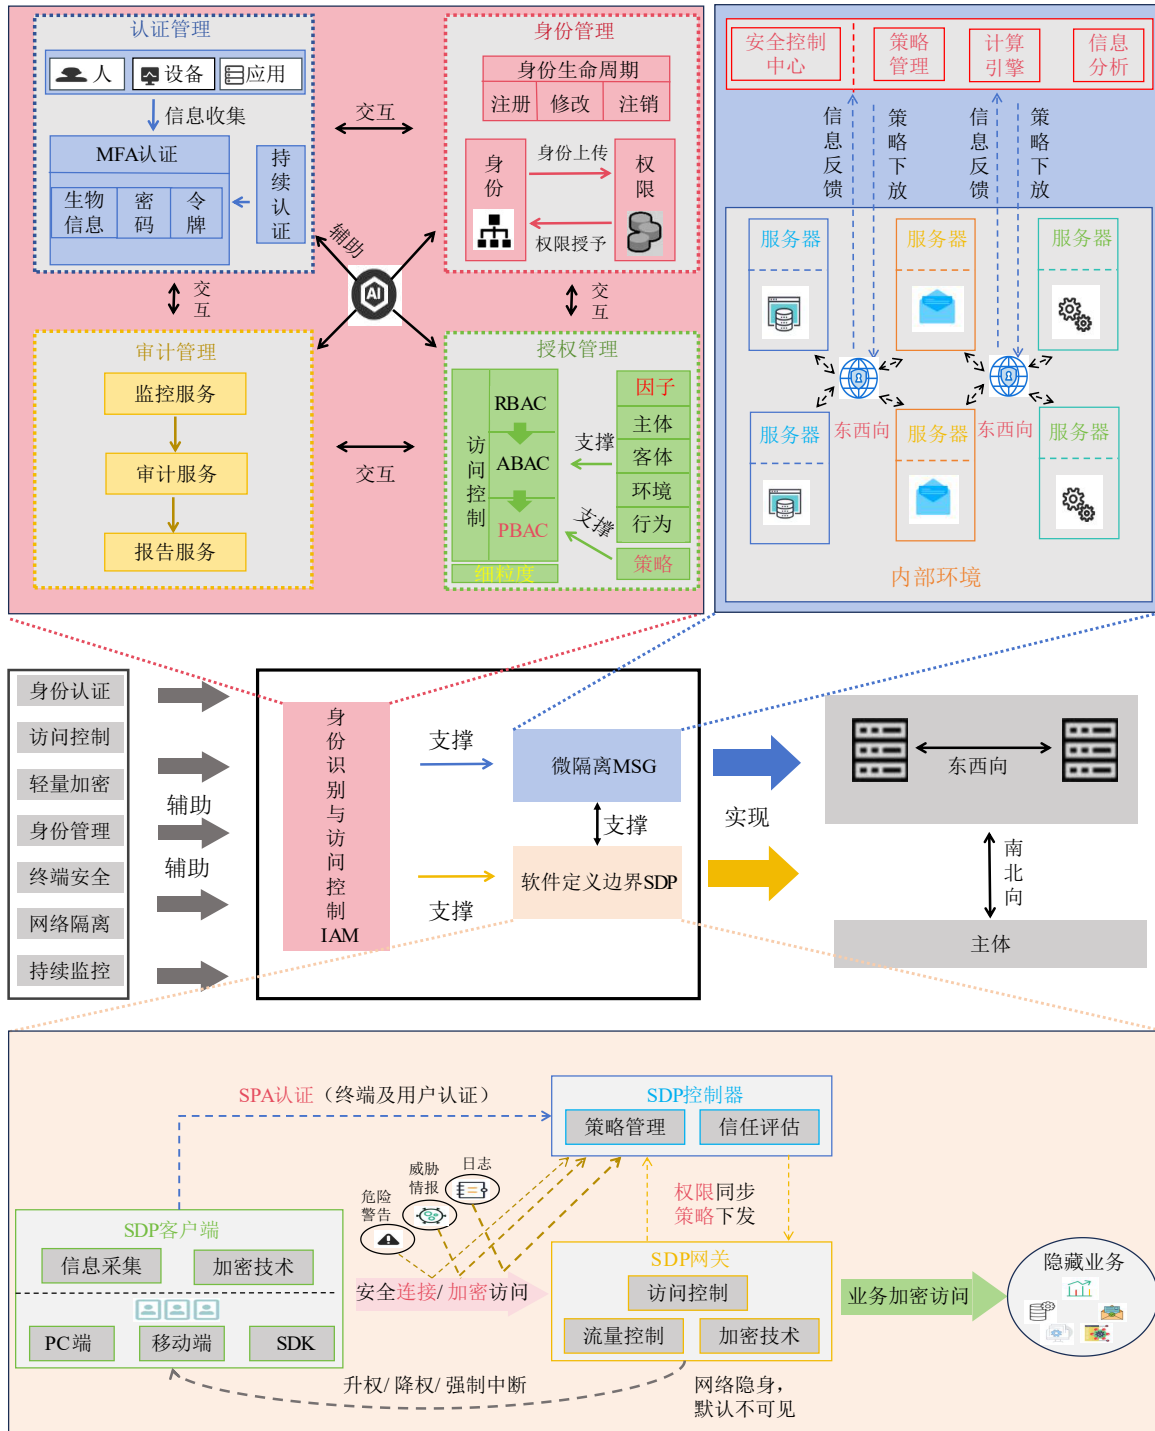 认证管理
人
设备
应用
信息收集
MFA认证
生物
信息
密
码
令
牌
持
续
认
证
交互
身份管理
身份生命周期
注册
修改
注销
身
份
身份上传
权限授予
权
限
辅助
AI
交
互
交
互
审计管理
监控服务
审计服务
报告服务
交互
授权管理
访
问
控
制
RBAC
ABAC
PBAC
细粒度
支撑
支撑
因子
主体
客体
环境
行为
策略
安全控制
中心
策略
管理
计算
引擎
信息
分析
信
息
反
馈
策
略
下
放
信
息
反
馈
策
略
下
放
服务器
服务器
服务器
服务器
东西向
服务器
东西向
服务器
内部环境
身份认证
访问控制
轻量加密
身份管理
终端安全
网络隔离
持续监控
辅助
辅助
身
份
识
别
与
访
问
控
制
IAM
支撑
支撑
微隔离MSG
支撑
软件定义边界SDP
实现
东西向
南
北
向
主体
SPA认证（终端及用户认证）
SDP控制器
策略管理
信任评估
日志
威胁
情报
危险
警告
权限同步
策略下发
SDP客户端
信息采集
加密技术
PC端
移动端
SDK
安全连接/加密访问
SDP网关
访问控制
流量控制
加密技术
业务加密访问
隐藏业务
升权/降权/强制中断
网络隐身，
默认不可见